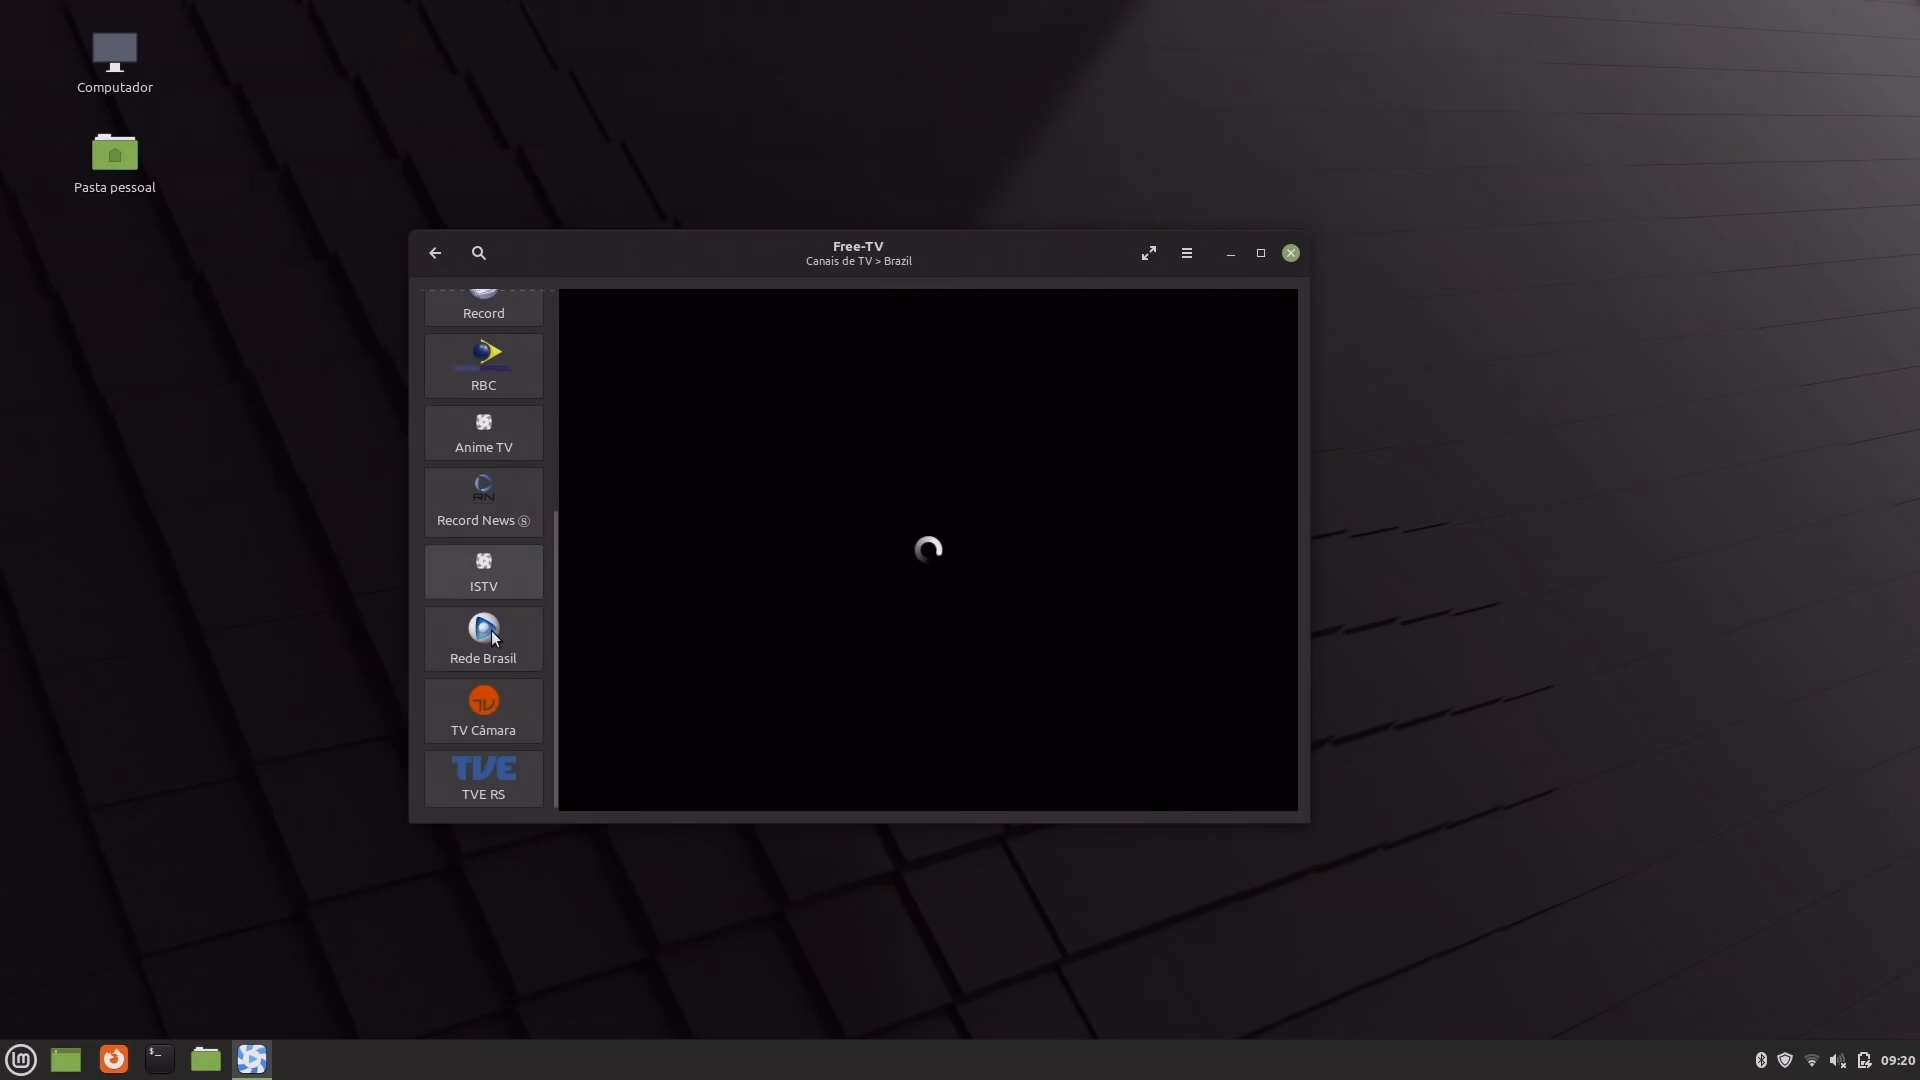 Computador
Pasta pessoal
Free-TV
Canais de TV > Brazil
Record
RBC
Anime TV
RN
Record News Ⓢ
ISTV
Rede Brasil
TV Câmara
TVE
TVE RS
09:20